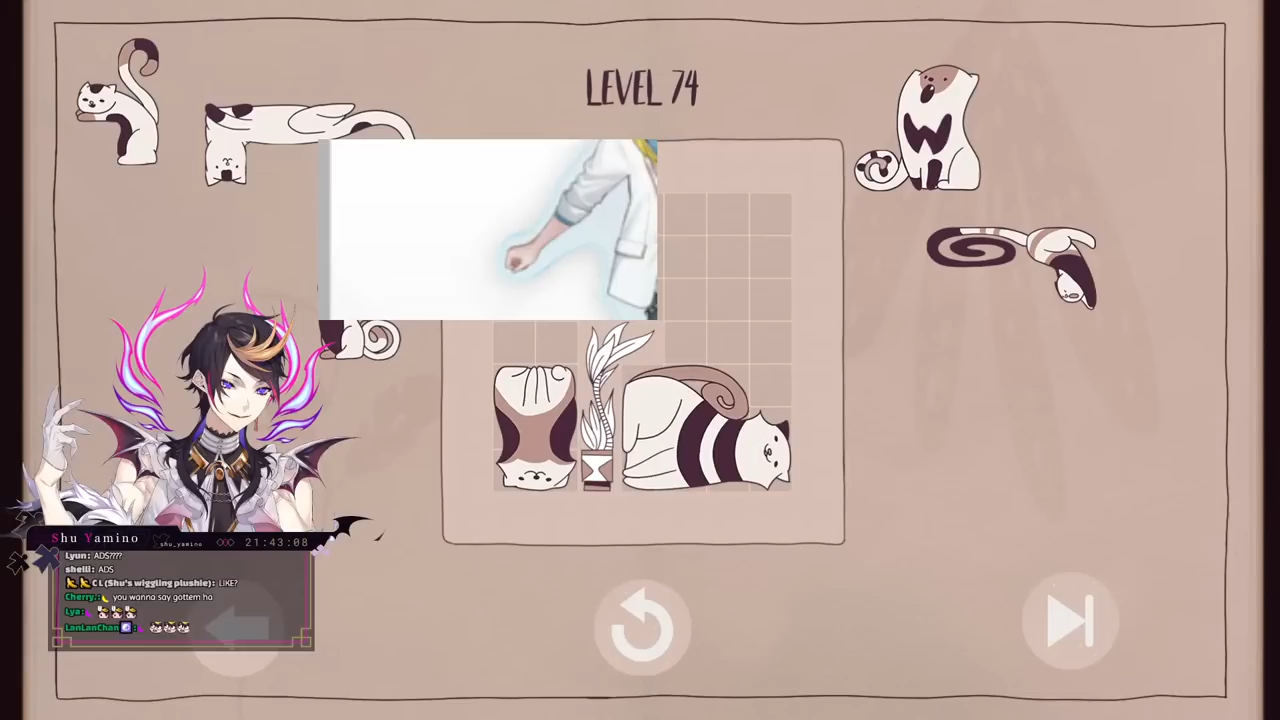 LEVEL 74
Shu Yamino
shu_yamino
21:43:08
Lyun: ADS????
shelli: ADS
C L (Shu's wiggling plushie): LIKE?
Cherry.: you wanna say gottem ha
Lya:
LanLanChan :